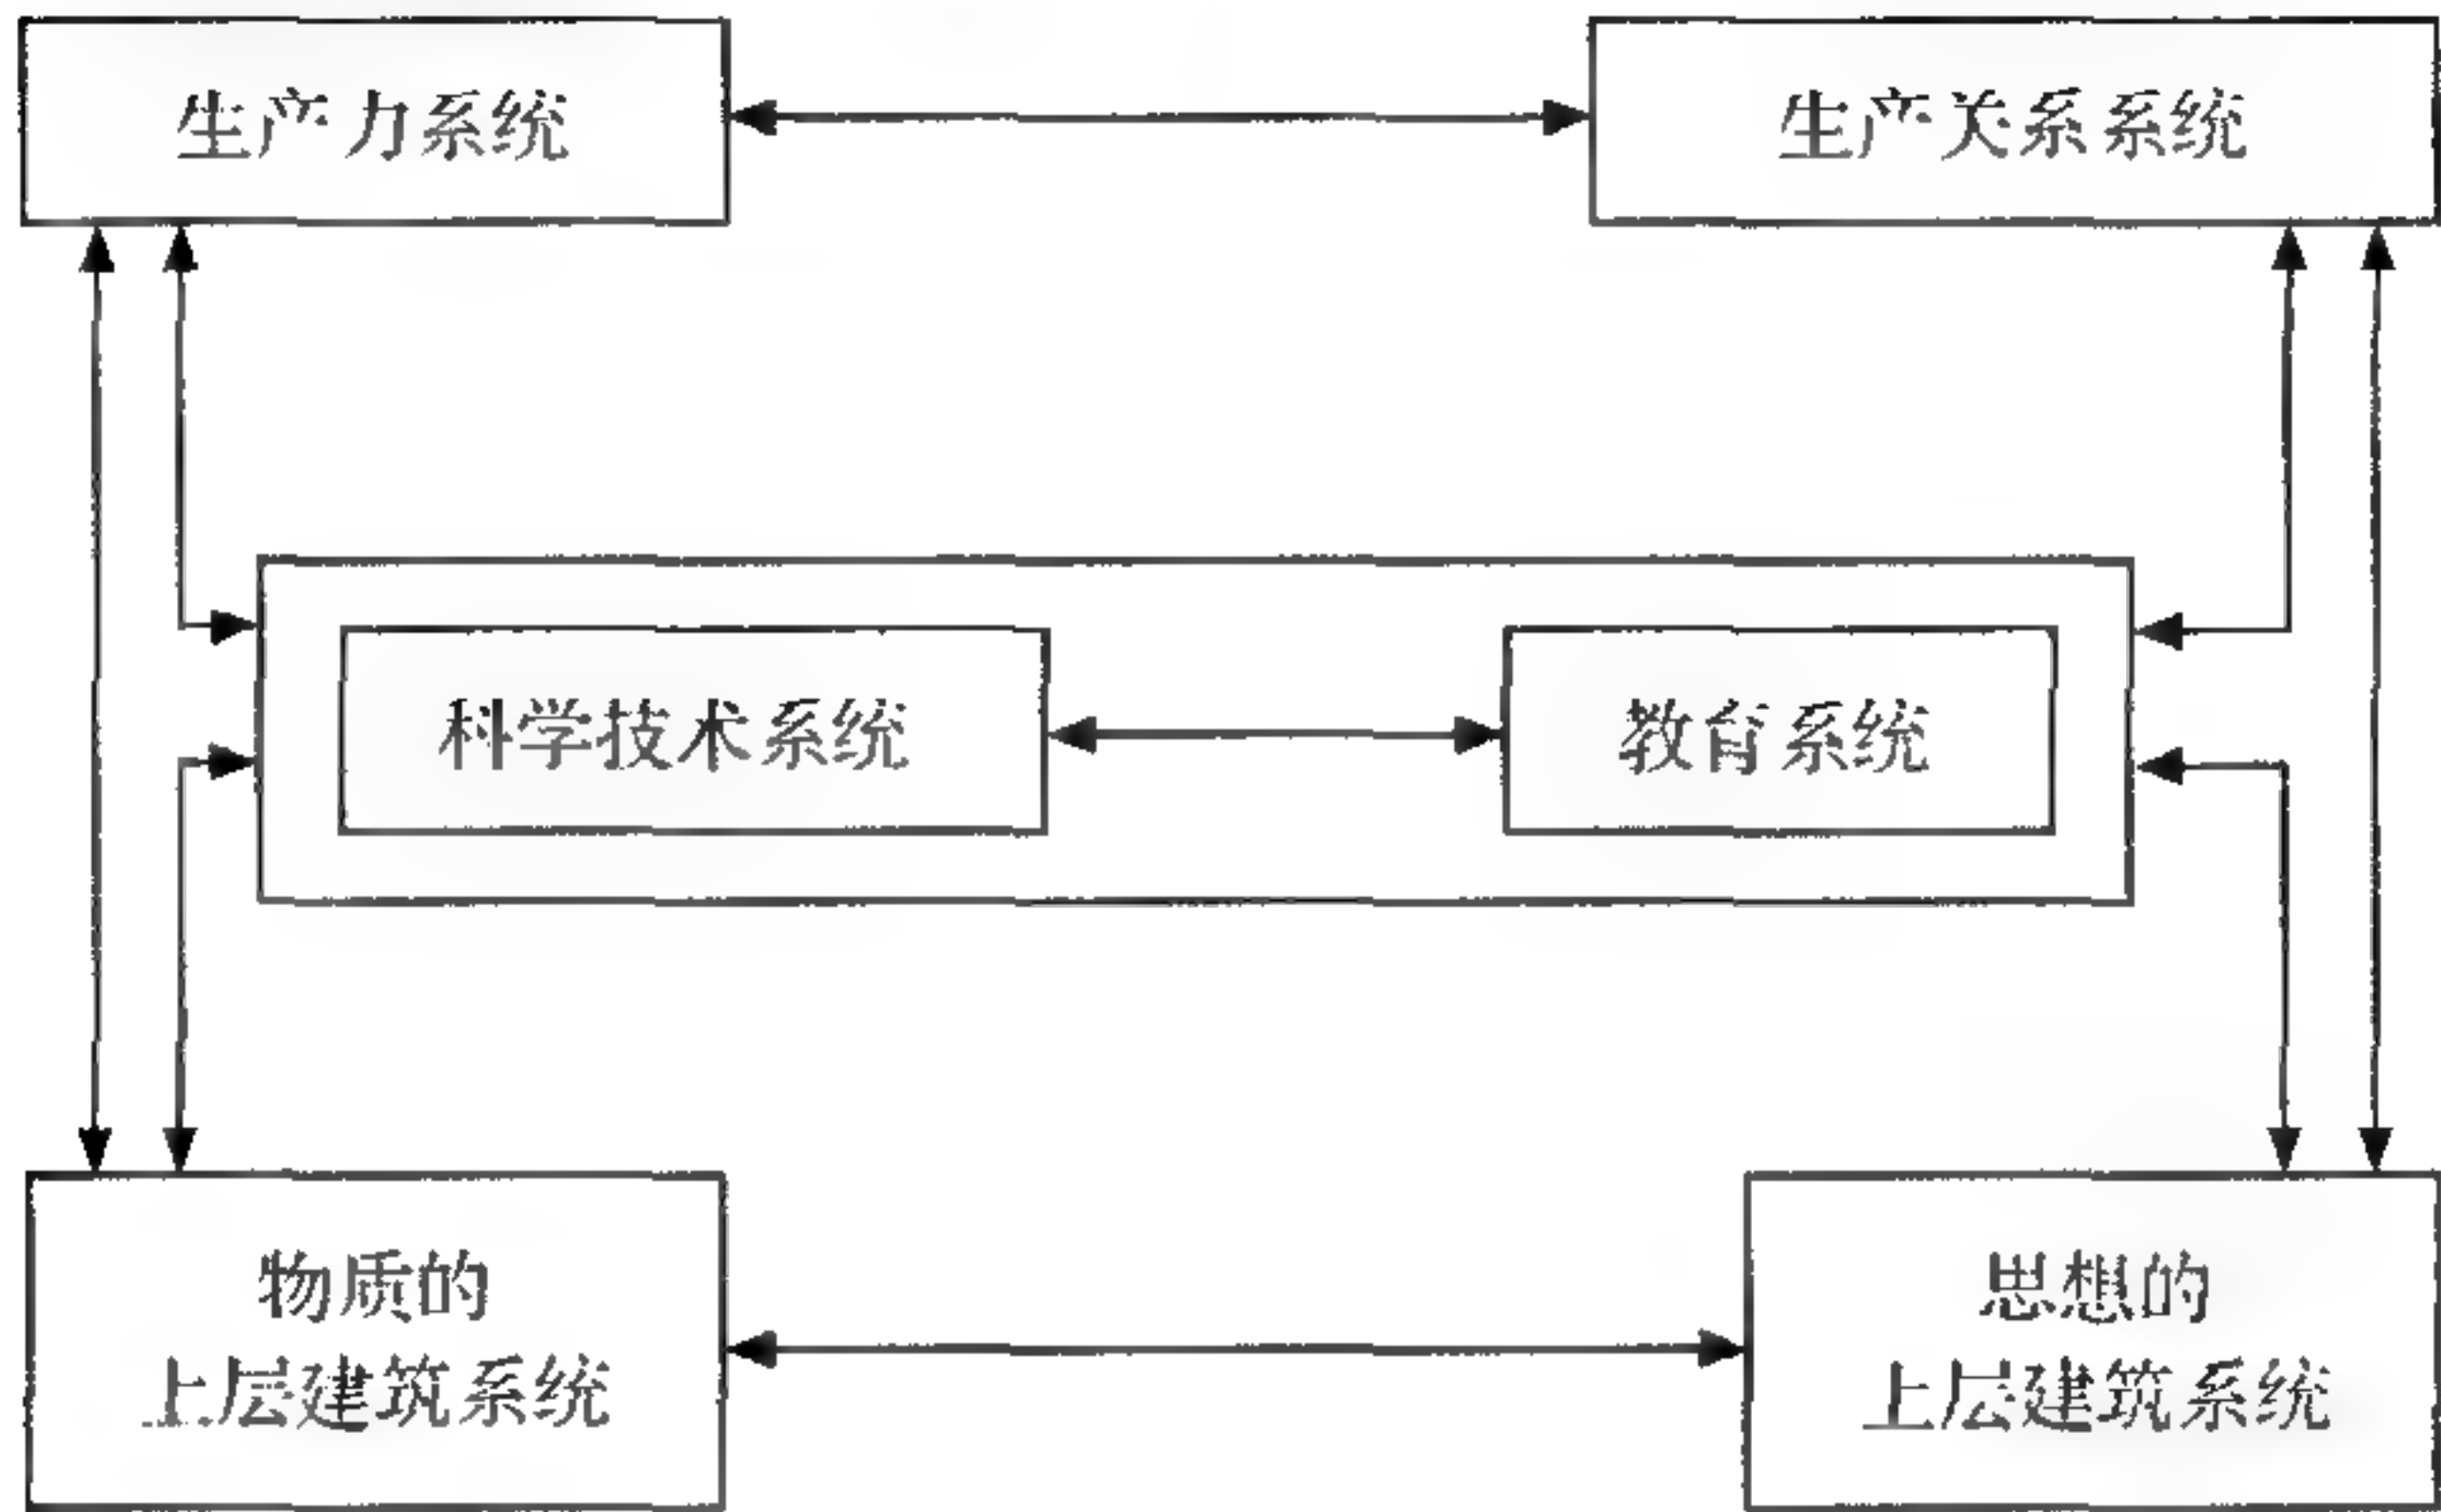 生产力系统
生产关系系统
科学技术系统
教育系统
物质的
上层建筑系统
思想的
上层建筑系统